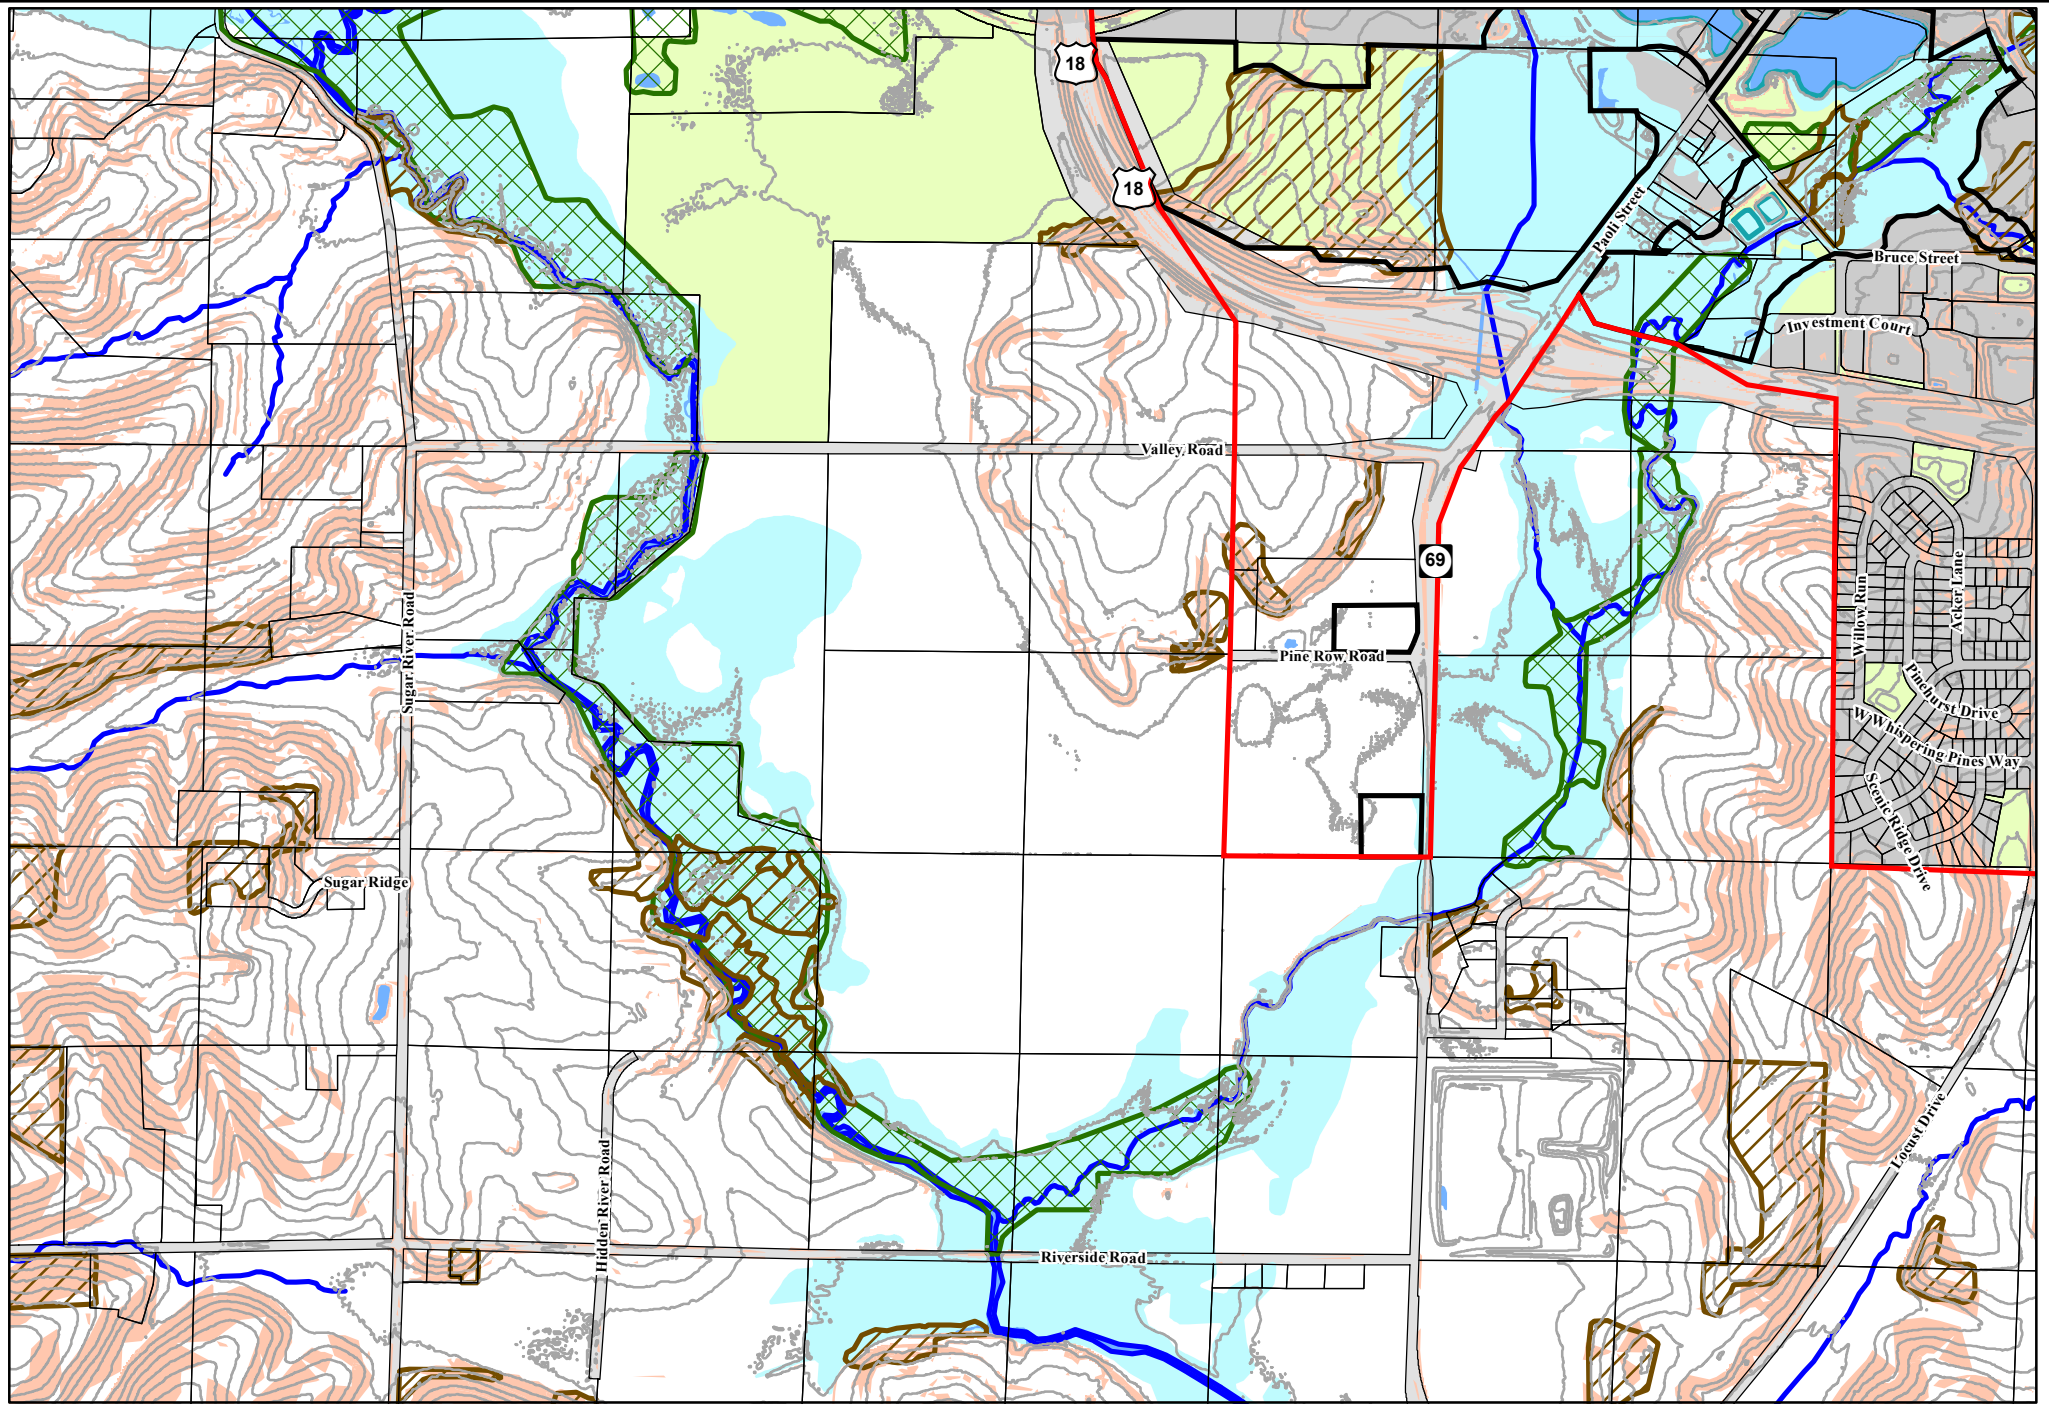 18
18
Paoli Street
Bruce Street
Investment Court
Valley Road
69
Willow Run
Acker Lane
Sugar River Road
Pine Row Road
Pinehurst Drive
W Whispering Pines Way
Scenic Ridge Drive
Sugar Ridge
Locust Drive
Hidden River Road
Riverside Road